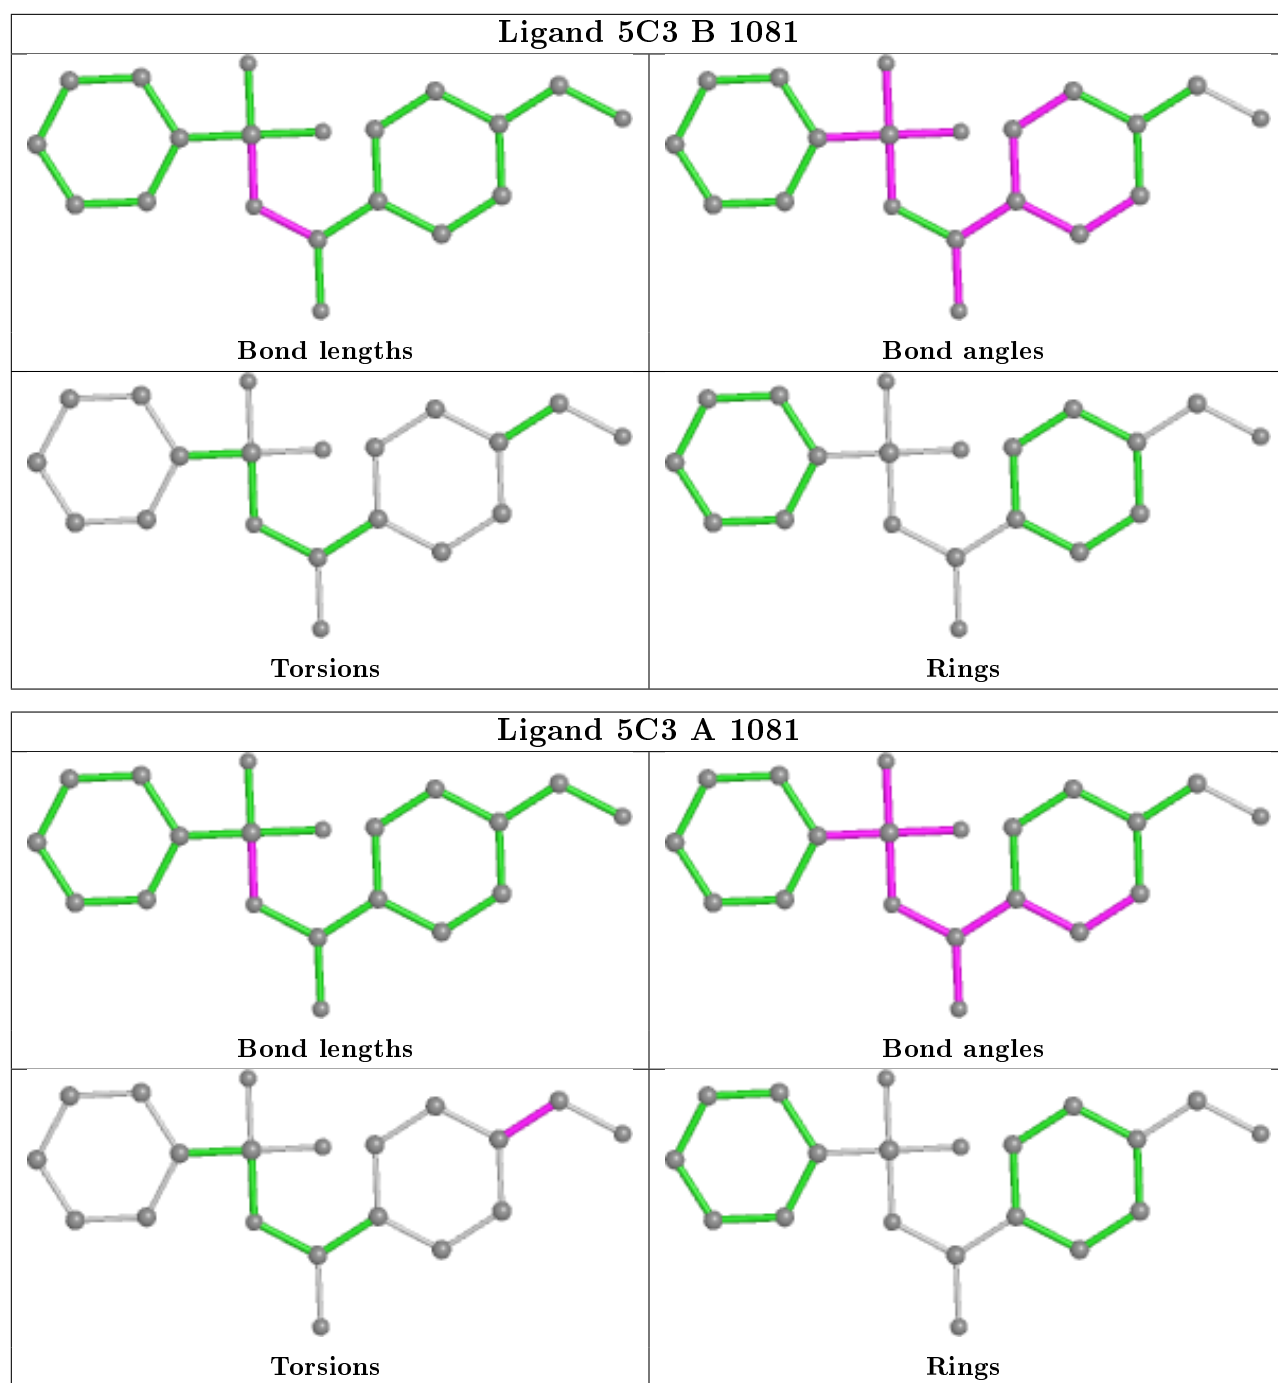 Ligand 5C3 B 1081
Bond lengths
Bond angles
Torsions
Rings
Ligand 5C3 A 1081
Bond lengths
Bond angles
Torsions
Rings